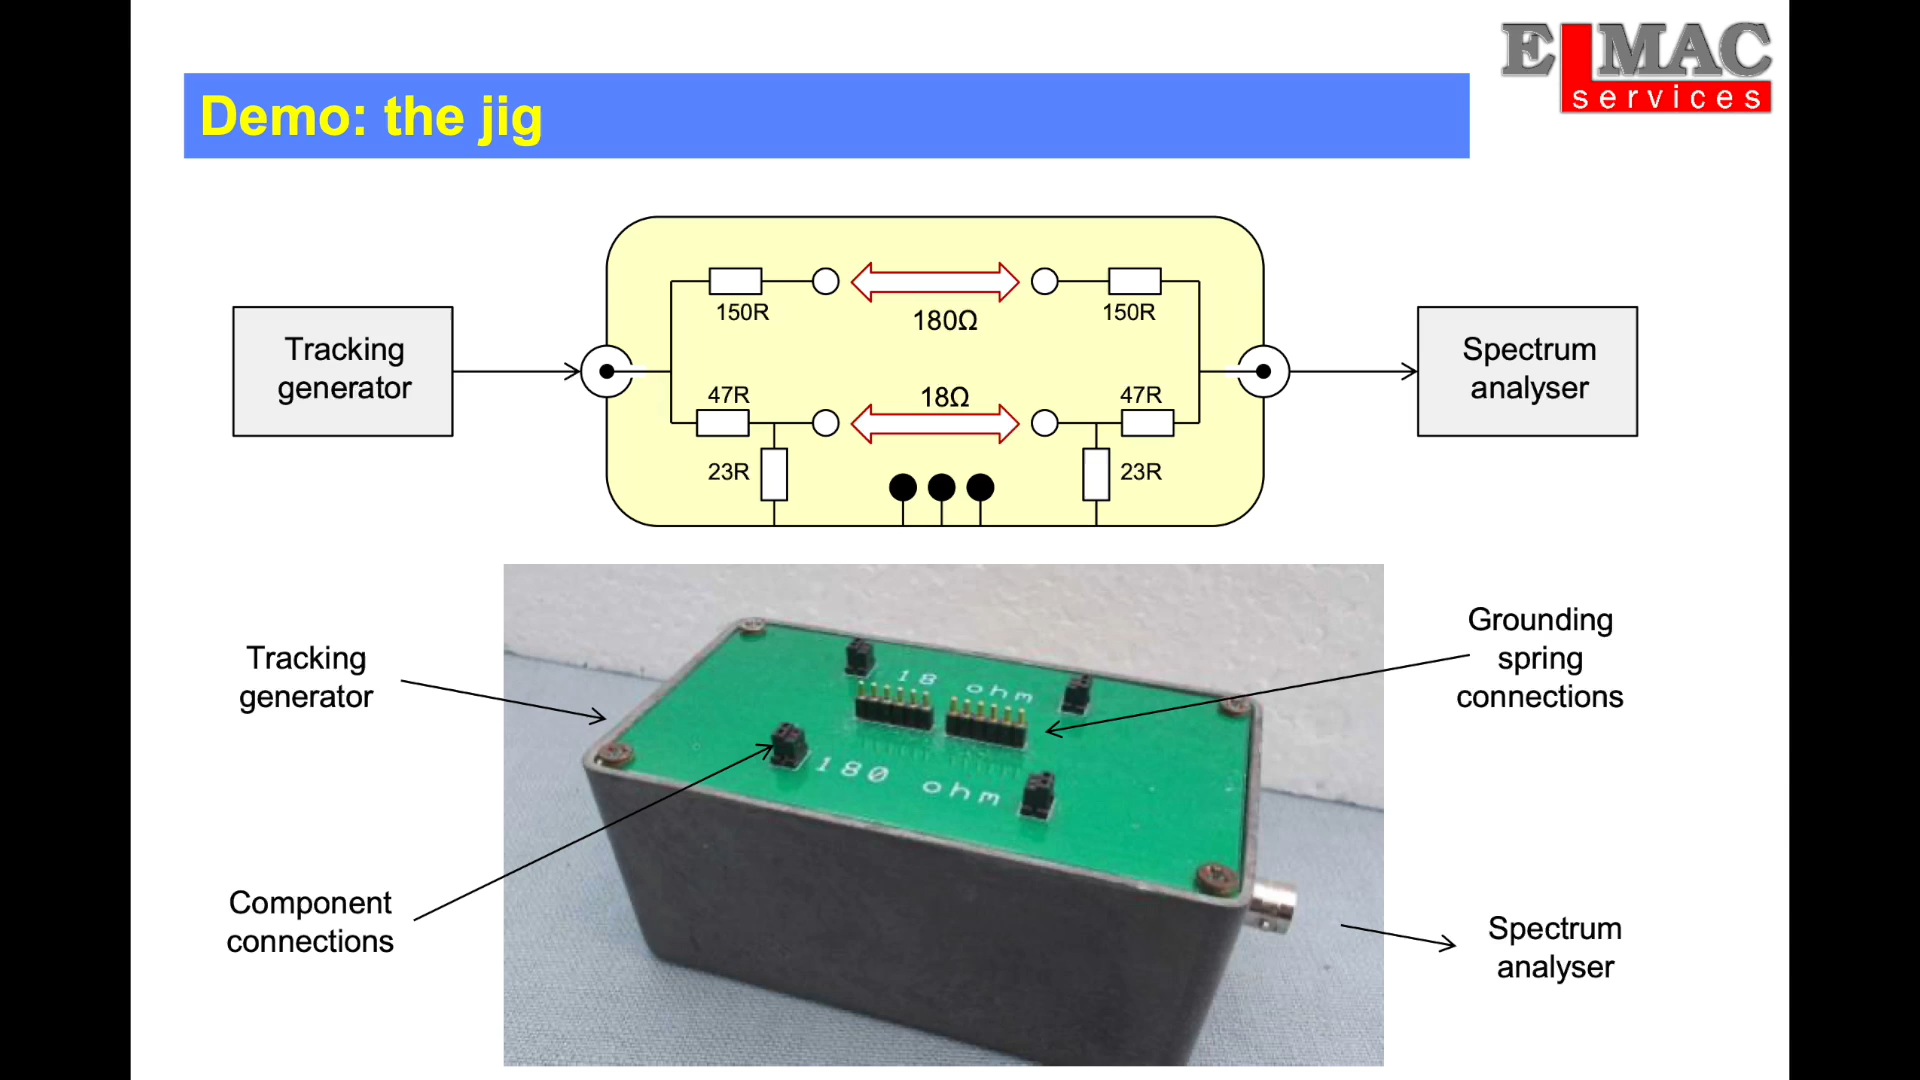 ELMAC
services
Demo: the jig
150R
150R
180Ω
Tracking
generator
Spectrum
analyser
47R
18Ω
47R
23R
23R
Grounding
spring
connections
Tracking
generator
18 ohm
180 ohm
Component
connections
Spectrum
analyser